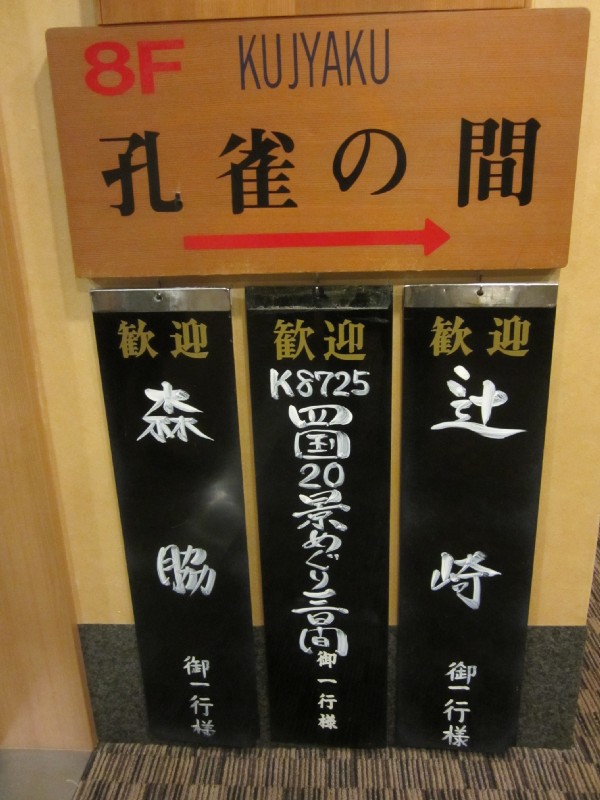 8F KUJYAKU
孔雀の間
歓迎
森脇
御一行様
歓迎
K8725
四国20景めぐり三日間
御一行様
歓迎
辻崎
御一行様